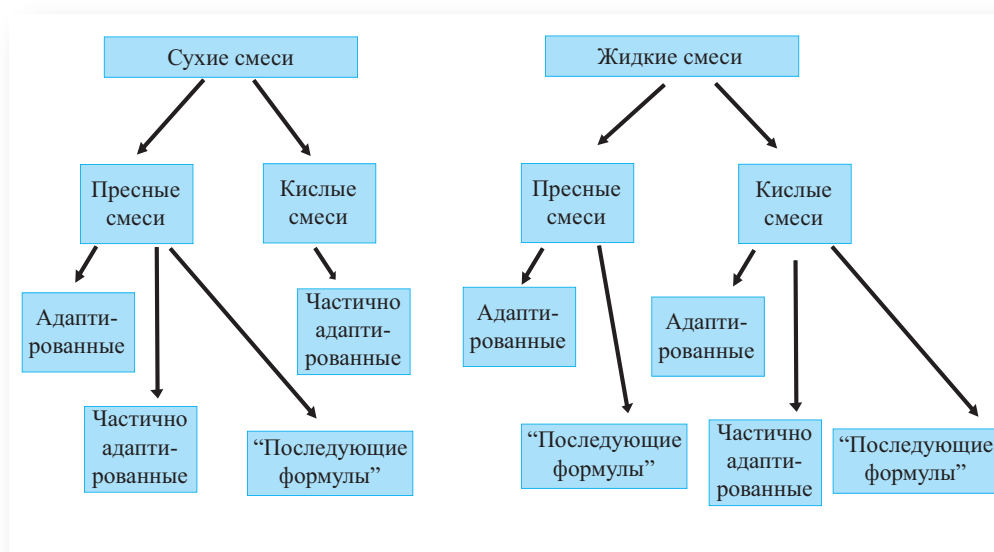 Сухие смеси
Жидкие смеси
Пресные
смеси
Кислые
смеси
Пресные
смеси
Кислые
смеси
Адапти-
рованные
Частично
адапти-
рованные
Адапти-
рованные
Адапти-
рованные
Частично
адапти-
рованные
“Последующие
формулы”
“Последующие
формулы”
Частично
адапти-
рованные
“Последующие
формулы”